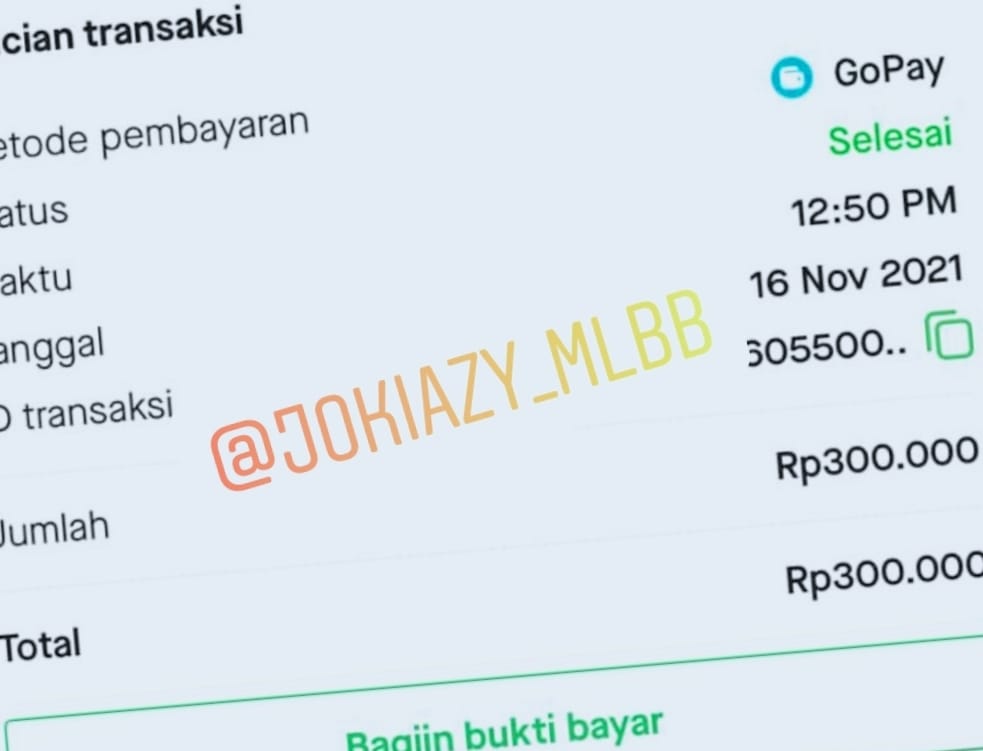 cian transaksi
etode pembayaran GoPay
atus Selesai
aktu 12:50 PM
anggal 16 Nov 2021
D transaksi 605500..
Jumlah Rp300.000
Total Rp300.000
Bagiin bukti bayar
@JOKIAZY_MLBB